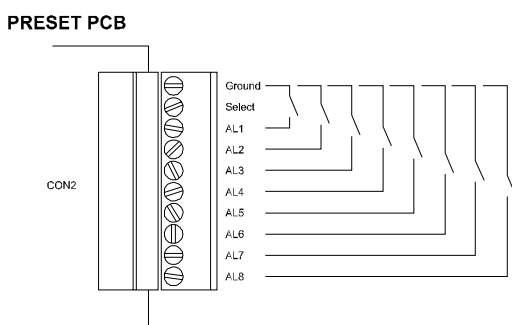 PRESET PCB
Ground
Select
AL1
AL2
AL3
CON2
AL4
AL5
AL6
AL7
AL8